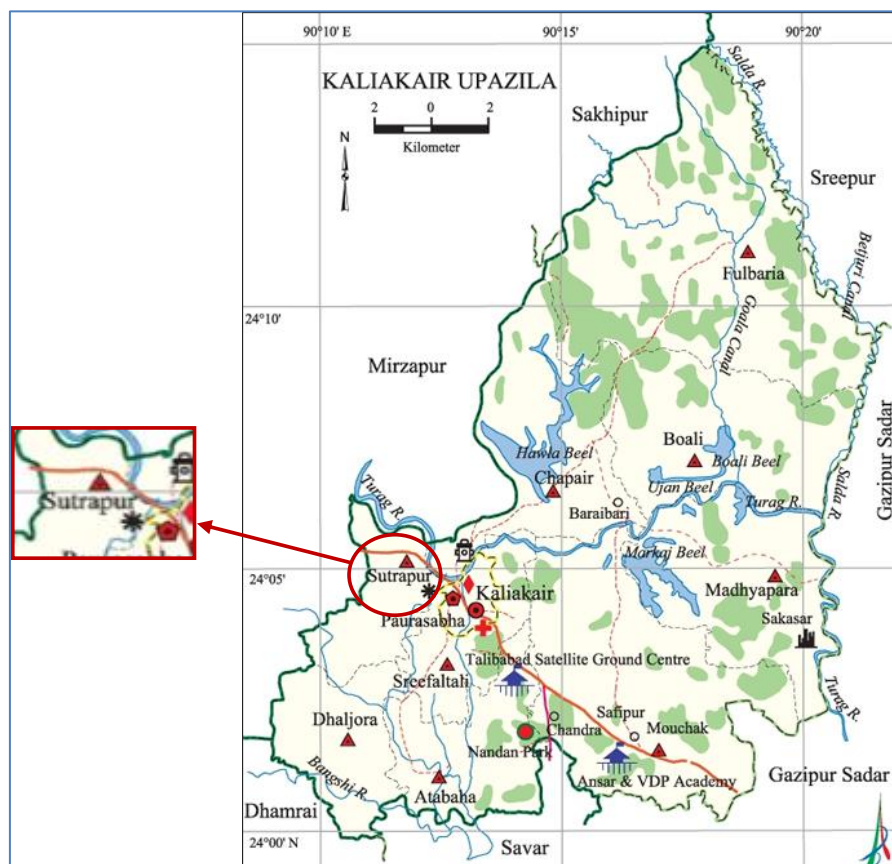 90°10' E
90°15'
90°20'
KALIAKAIR UPAZILA
2 0 2
Kilometer
N
Salda R.
Sakhipur
Sreepur
24°05'
Beijuri Canal
Fulbaria
Goala Canal
24°10'
Mirzapur
Gazipur Sadar
Boali
Hawla Beel
Boali Beel
Chapair
Ujan Beel
Salda R.
Turag R.
Turag R.
Baraibari
Sutrapur
Markaj Beel
24°05'
Sutrapur
Madhyapara
Kaliakair
Paurasabha
Sakasar
Talibabad Satellite Ground Centre
Sreefaltali
Turag R.
Safipur
Dhaljora
Chandra
Mouchak
Nandan Park
Bangshi R.
Atabaha
Ansar & VDP Academy
Gazipur Sadar
Dhamrai
24°00' N
Savar